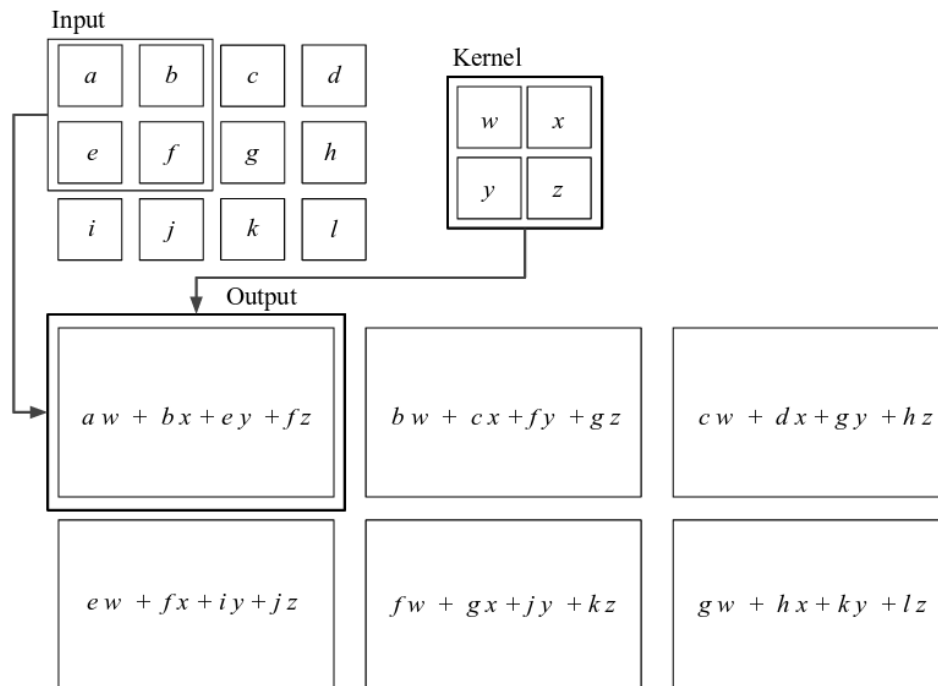 Input
a b c d
Kernel
w x
e f g h
y z
i j k l
Output
aw + bx + ey + fz
bw + cx + fy + gz
cw + dx + gy + hz
ew + fx + iy + jz
fw + gx + jy + kz
gw + hx + ky + lz